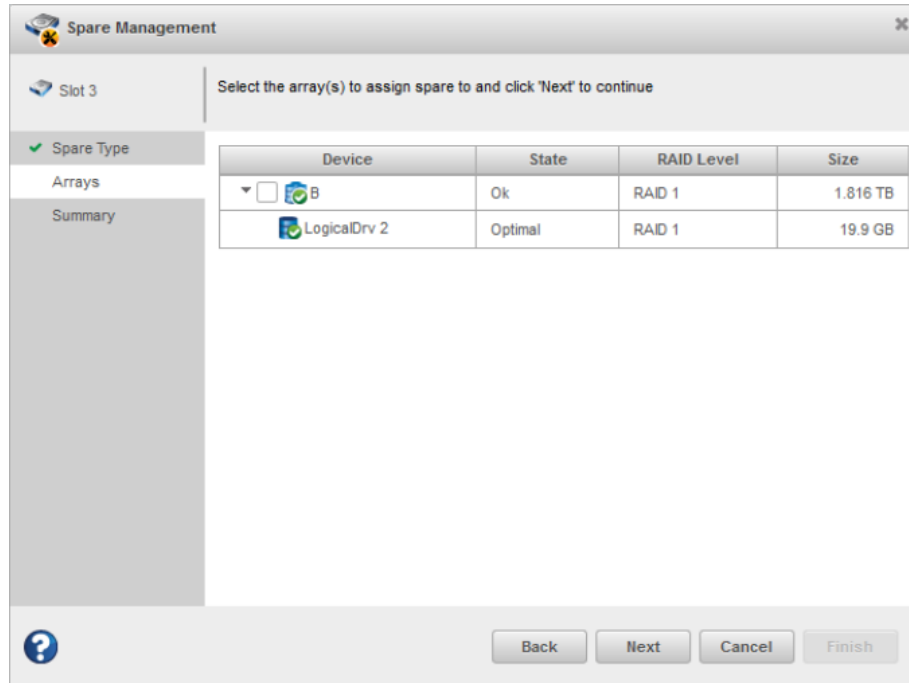 Spare Management
Slot 3
Select the array(s) to assign spare to and click 'Next' to continue
Spare Type
Arrays
Summary
Device State RAID Level Size
B Ok RAID 1 1.816 TB
LogicalDrv 2 Optimal RAID 1 19.9 GB
? Back Next Cancel Finish